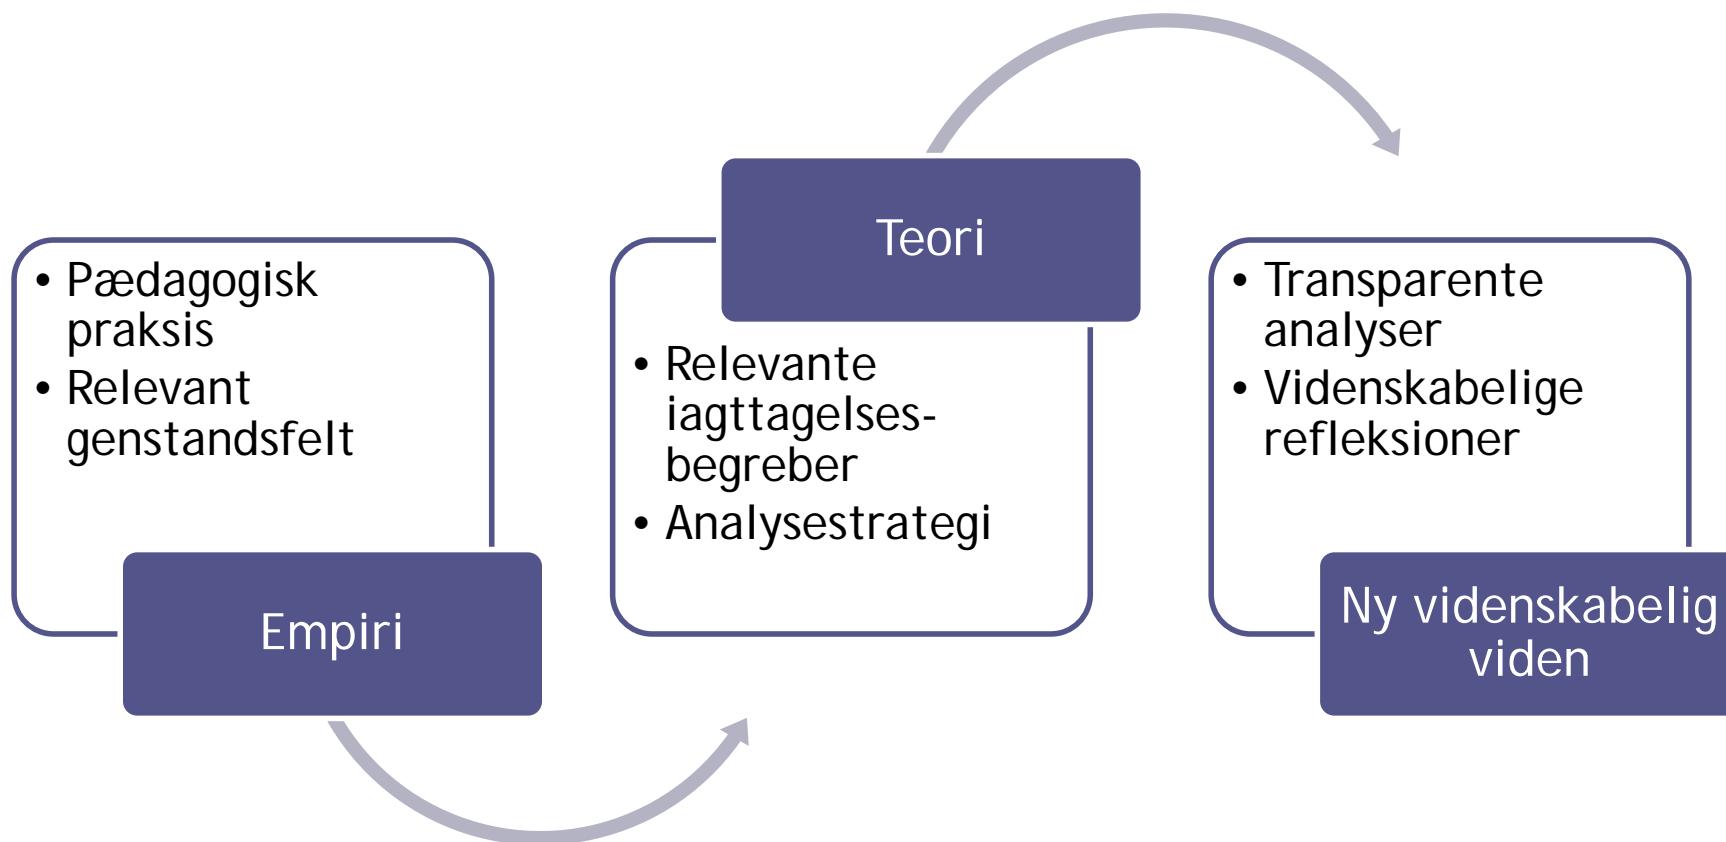 • Pædagogisk
praksis
• Relevant
genstandsfelt
Empiri
Teori
• Relevante
iagttagelses-
begreber
• Analysestrategi
• Transparente
analyser
• Videnskabelige
refleksioner
Ny videnskabelig
viden